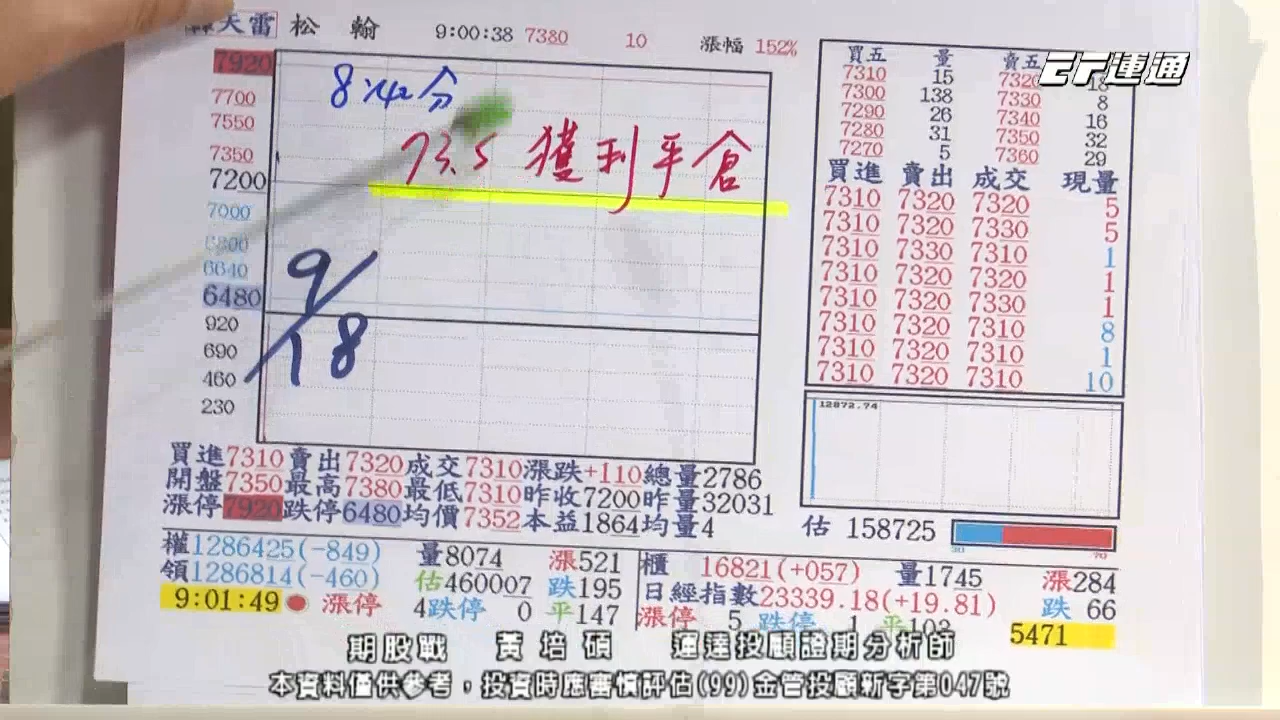 天雷 松翰 9:00:38 7380 10 漲幅 152%
7920
7700
7550
7350
7200
7000
6800
6640
6480
920
690
460
230
8:42分
73.5 獲利平倉
9/18
買五 量 賣五
7310 15 7320 18
7300 138 7330 8
7290 26 7340 16
7280 31 7350 32
7270 5 7360 29
運通
買進 賣出 成交 現量
7310 7320 7320 5
7310 7320 7330 5
7310 7330 7310 1
7310 7320 7320 1
7310 7320 7330 1
7310 7320 7310 8
7310 7320 7310 1
7310 7320 7310 10
12872.74
買進7310賣出7320成交7310漲跌+110總量2786
開盤7350最高7380最低7310昨收7200昨量32031
漲停7920跌停6480均價7352本益1864均量4
估 158725
權1286425(-849) 量8074 漲521
領1286814(-460) 估460007 跌195
9:01:49 漲停 4跌停 0 平147
櫃 16821(+057) 量1745 漲284
日經指數23339.18(+19.81) 跌 66
漲停 5 跌停 1 平103 5471
期股戰 黃培碩 運達投顧證期分析師
本資料僅供參考，投資時應審慎評估(99)金管投顧新字第047號